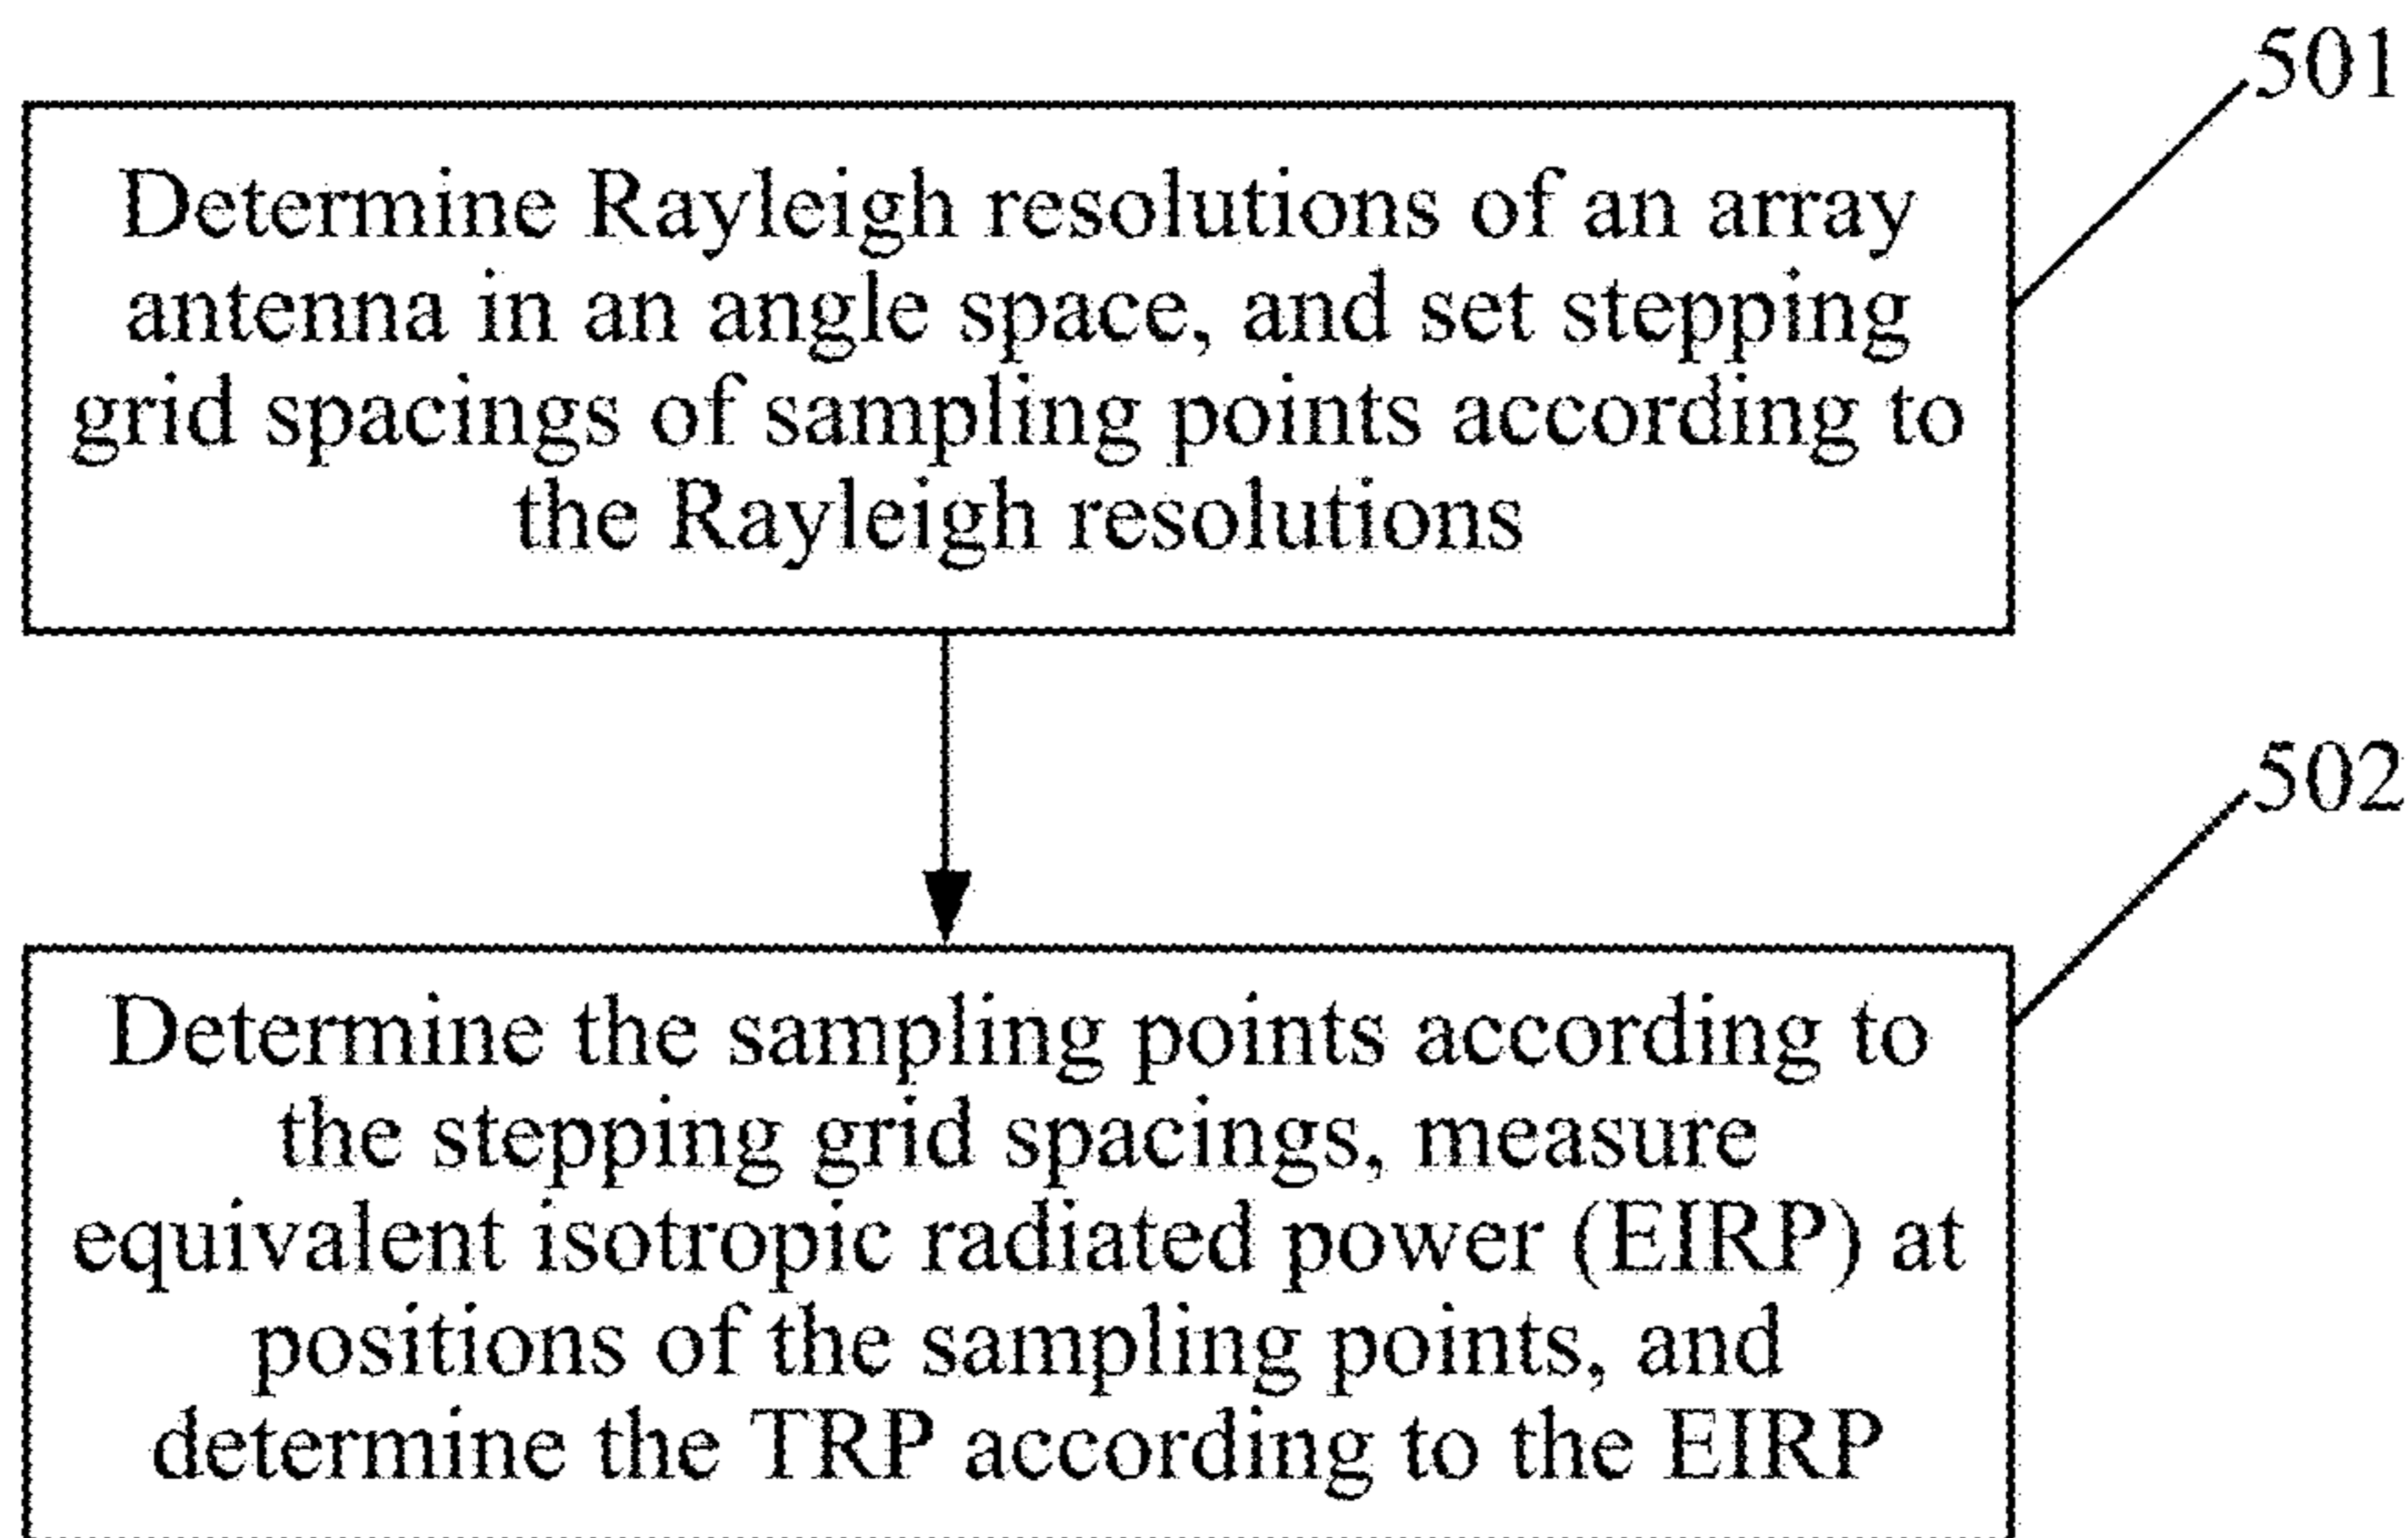 501
Determine Rayleigh resolutions of an array
antenna in an angle space, and set stepping
grid spacings of sampling points according to
the Rayleigh resolutions
502
Determine the sampling points according to
the stepping grid spacings, measure
equivalent isotropic radiated power (EIRP) at
positions of the sampling points, and
determine the TRP according to the EIRP